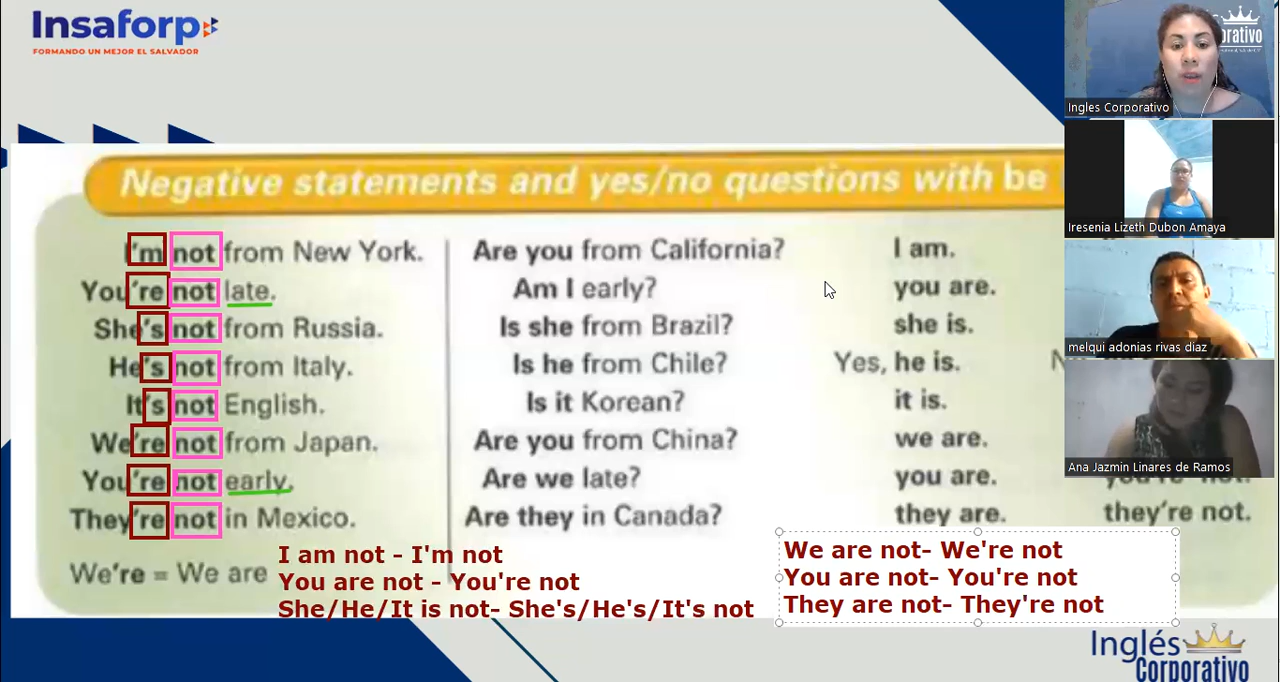 Insaforp
FORMANDO UN MEJOR EL SALVADOR
Negative statements and yes/no questions with be
I'm not from New York. Are you from California? I am.
You're not late. Am I early? you are.
She's not from Russia. Is she from Brazil? she is.
He's not from Italy. Is he from Chile? Yes, he is.
It's not English. Is it Korean? it is.
We're not from Japan. Are you from China? we are.
You're not early. Are we late? you are. you're not.
They're not in Mexico. Are they in Canada? they are. they're not.
We're = We are
I am not - I'm not
You are not - You're not
She/He/It is not- She's/He's/It's not
We are not- We're not
You are not- You're not
They are not- They're not
Ingles Corporativo
Iresenia Lizeth Dubon Amaya
melqui adonias rivas diaz
Ana Jazmin Linares de Ramos
Inglés
Corporativo